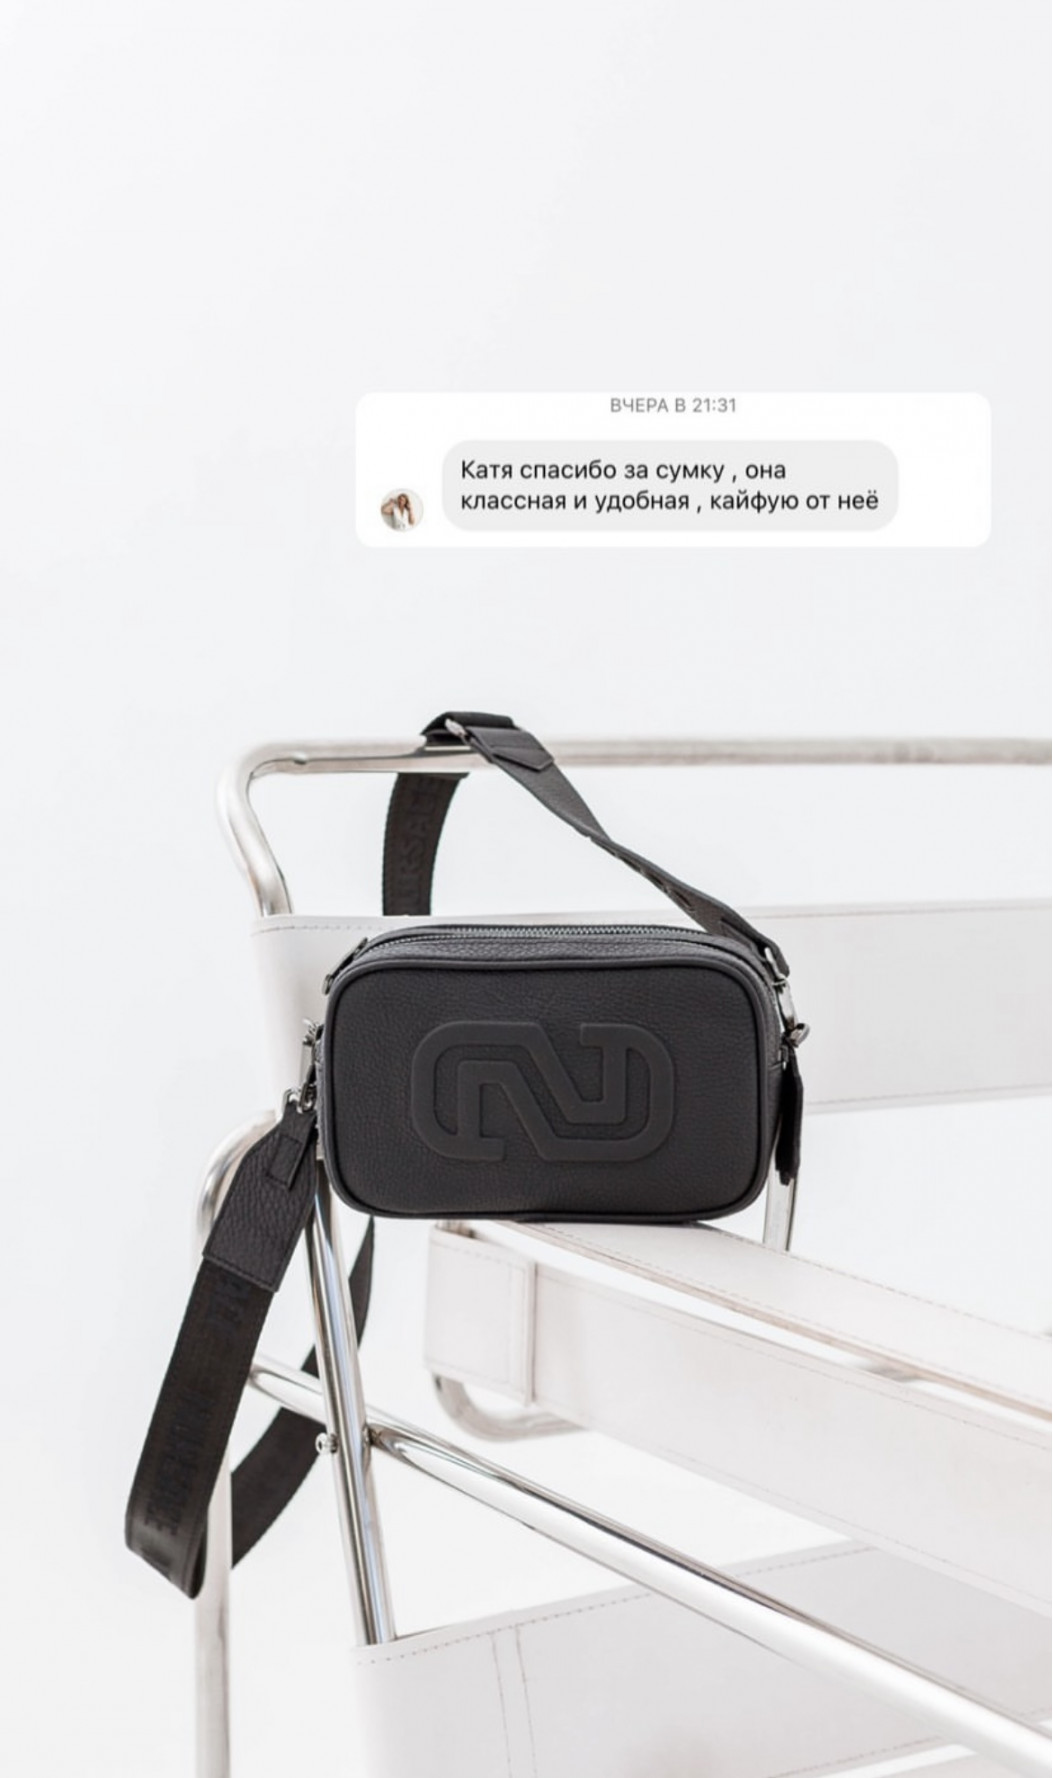 ВЧЕРА В 21:31
Катя спасибо за сумку , она
классная и удобная , кайфую от неё